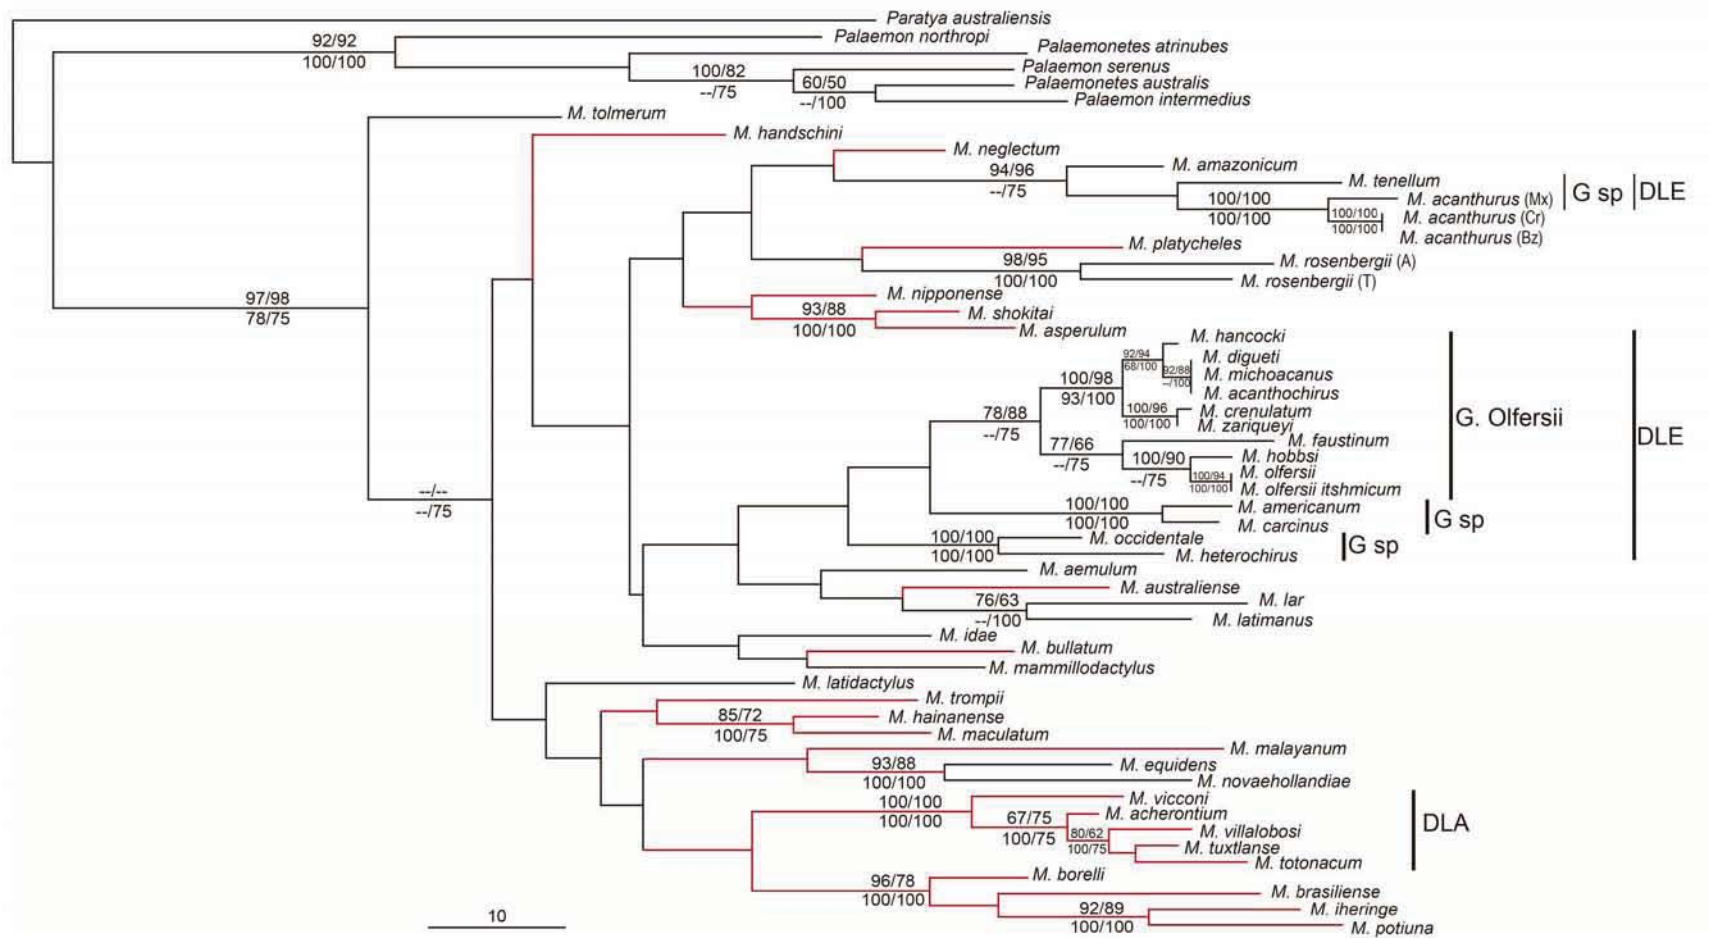 Paratya australiensis
92/92
100/100
Palaemon northropi
Palaemonetes atrinubes
100/82
--/75
Palaemon serenus
60/50
--/100
Palaemonetes australis
Palaemon intermedius
M. tolmerum
M. handschini
M. neglectum
94/96
--/75
M. amazonicum
M. tenellum
100/100
100/100
M. acanthurus (Mx)
100/100
100/100
M. acanthurus (Cr)
M. acanthurus (Bz)
G sp
DLE
M. platycheles
98/95
100/100
M. rosenbergii (A)
M. rosenbergii (T)
97/98
78/75
M. nipponense
93/88
100/100
M. shokitai
M. asperulum
M. hancocki
92/94
68/100
M. digueti
92/88
--/100
M. michoacanus
M. acanthochirus
100/98
93/100
100/96
100/100
M. crenulatum
M. zariqueyi
78/88
--/75
77/66
--/75
M. faustinum
100/90
--/75
M. hobbsi
100/94
100/100
M. olfersii
M. olfersii itshmicum
G. Olfersii
DLE
--/--
--/75
100/100
100/100
M. americanum
M. carcinus
G sp
100/100
100/100
M. occidentale
M. heterochirus
G sp
M. aemulum
M. australiense
76/63
--/100
M. lar
M. latimanus
M. idae
M. bullatum
M. mammillodactylus
M. latidactylus
M. trompii
85/72
100/75
M. hainanense
M. maculatum
M. malayanum
93/88
100/100
M. equidens
M. novaehollandiae
100/100
100/100
M. vicconi
67/75
100/75
M. acherontium
80/62
100/75
M. villalobosi
M. tuxtlanse
M. totonacum
DLA
96/78
100/100
M. borelli
M. brasiliense
92/89
100/100
M. iheringe
M. potiuna
10